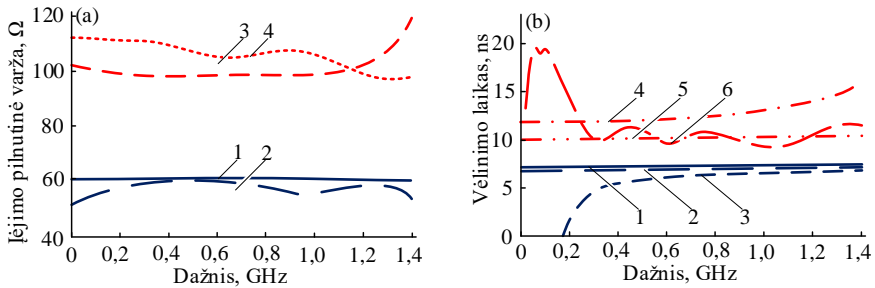 (a)
Įėjimo pilnutinė varža, Ω
120
100
80
60
40
3 4
1 2
0 0,2 0,4 0,6 0,8 1,0 1,2 1,4
Dažnis, GHz
(b)
Vėlinimo laikas, ns
20
15
10
5
0
4 5 6
1 2 3
0 0,2 0,4 0,6 0,8 1,0 1,2 1,4
Dažnis, GHz